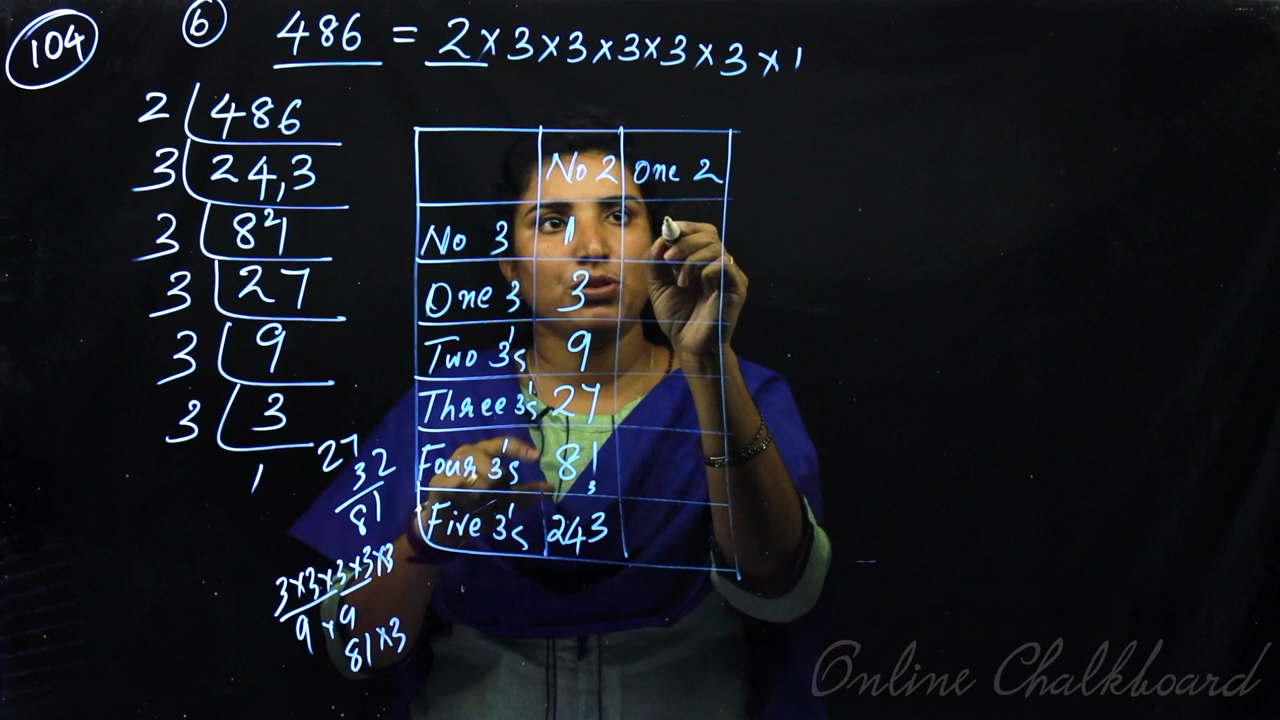 104
6 486 = 2×3×3×3×3×3×1
2 486
3 243
3 81
3 27
3 9
3 3
1
27
32
81
3×3×3×3×3
9×9
81×3
No 2 One 2
No 3 1
One 3 3
Two 3's 9
Three 3's 27
Four 3's 81
3
Five 3's 243
Online Chalkboard